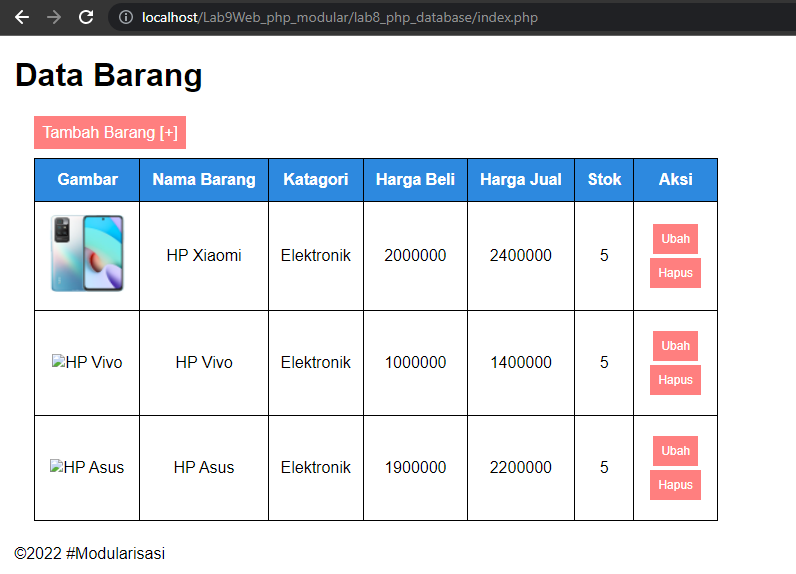 localhost/Lab9Web_php_modular/lab8_php_database/index.php
Data Barang
Tambah Barang [+]
Gambar Nama Barang Katagori Harga Beli Harga Jual Stok Aksi
HP Xiaomi Elektronik 2000000 2400000 5 Ubah Hapus
HP Vivo HP Vivo Elektronik 1000000 1400000 5 Ubah Hapus
HP Asus HP Asus Elektronik 1900000 2200000 5 Ubah Hapus
©2022 #Modularisasi